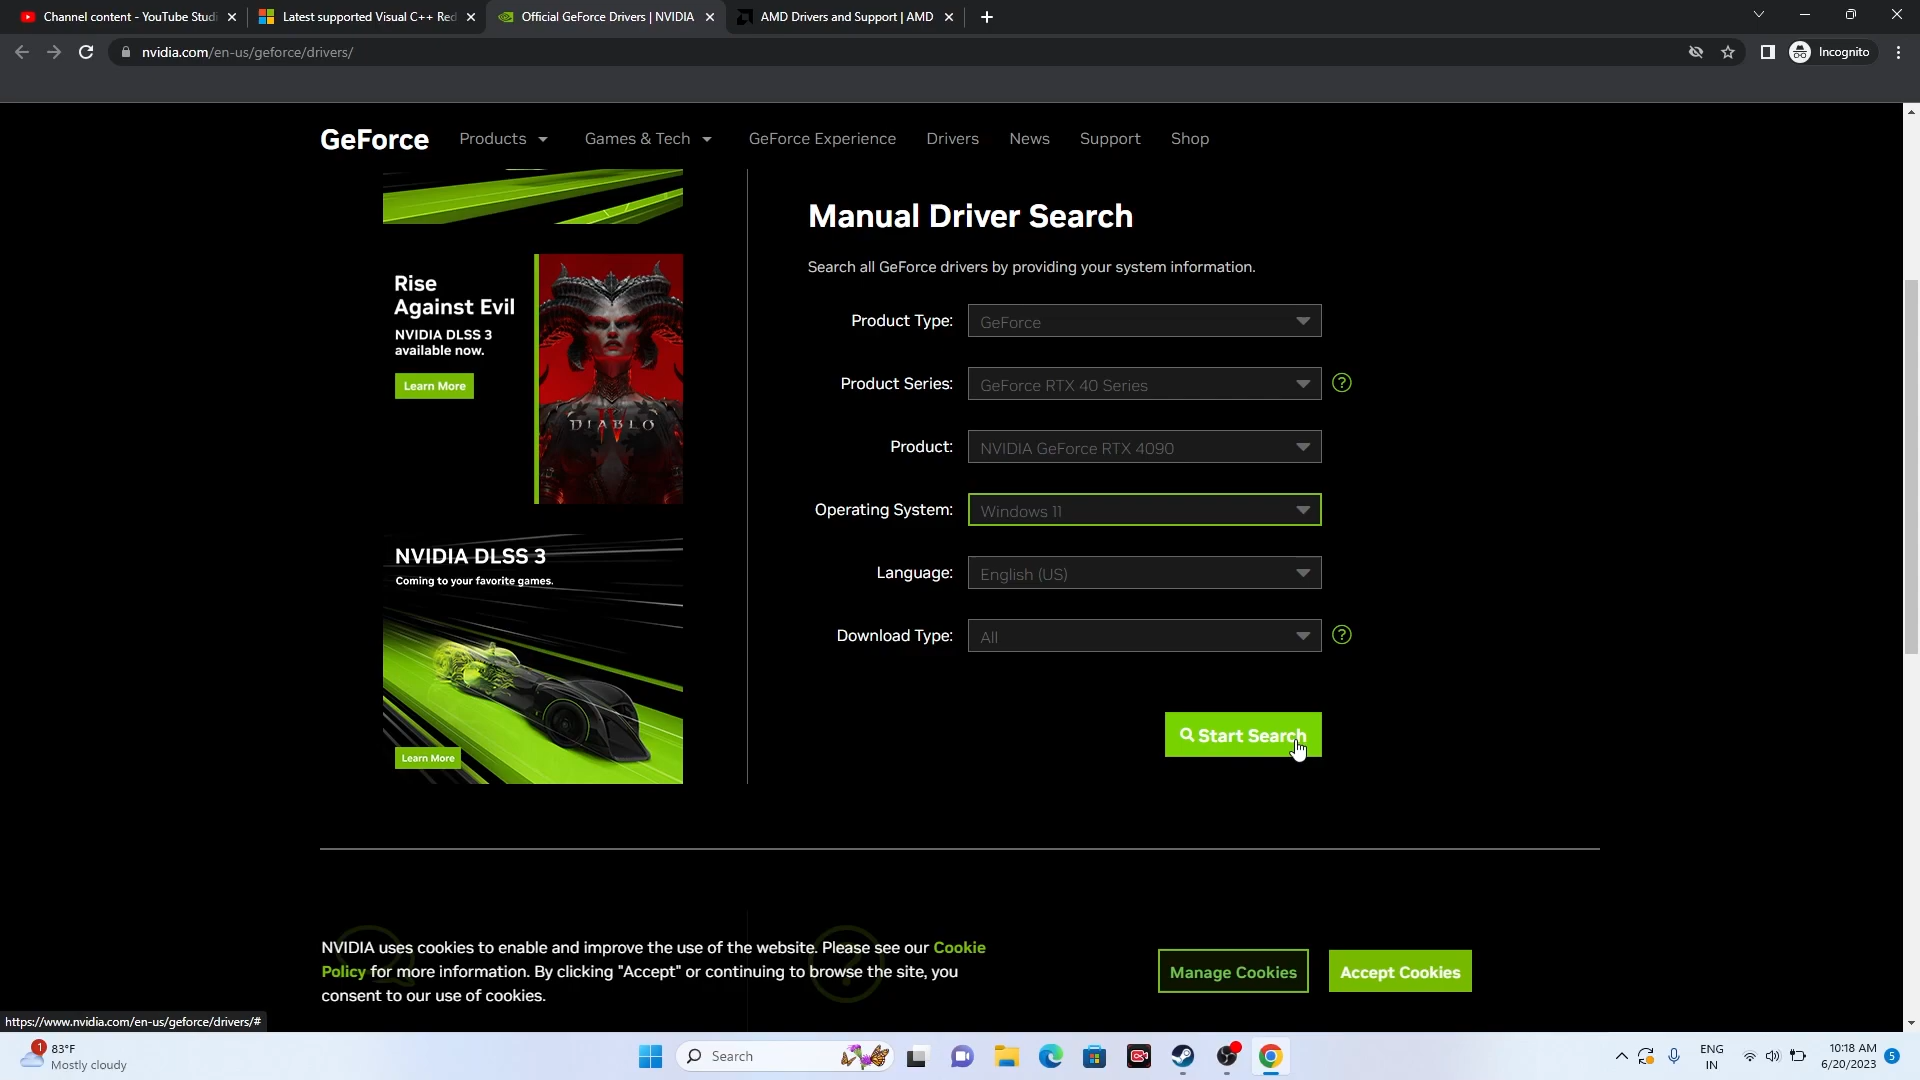 Channel content - YouTube Studi
Latest supported Visual C++ Red
Official GeForce Drivers | NVIDIA
AMD Drivers and Support | AMD
nvidia.com/en-us/geforce/drivers/
Incognito
GeForce
Products
Games & Tech
GeForce Experience
Drivers
News
Support
Shop
Rise
Against Evil
NVIDIA DLSS 3
available now.
Learn More
DIABLO
IV
NVIDIA DLSS 3
Coming to your favorite games.
Learn More
Manual Driver Search
Search all GeForce drivers by providing your system information.
Product Type: GeForce
Product Series: GeForce RTX 40 Series ?
Product: NVIDIA GeForce RTX 4090
Operating System: Windows 11
Language: English (US)
Download Type: All ?
Start Search
NVIDIA uses cookies to enable and improve the use of the website. Please see our Cookie
Policy for more information. By clicking "Accept" or continuing to browse the site, you
consent to our use of cookies.
Manage Cookies
Accept Cookies
https://www.nvidia.com/en-us/geforce/drivers/#
1
83°F
Mostly cloudy
Search
ENG
IN
10:18 AM
6/20/2023
5